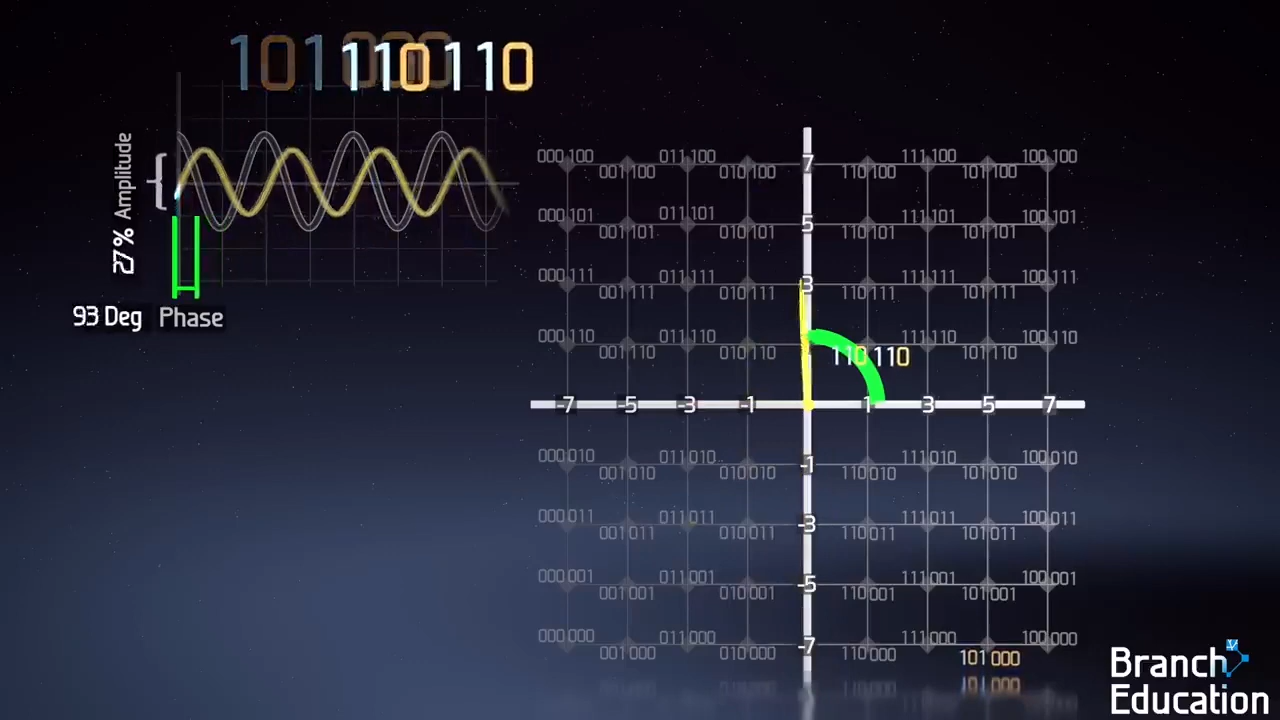 101 000 110 110
27% Amplitude
93 Deg Phase
000 100 011 100 7 111 100 100 100
001 100 010 100 110 100 101 100
000 101 011 101 5 111 101 100 101
001 101 010 101 110 101 101 101
000 111 011 111 3 111 111 100 111
001 111 010 111 110 111 101 111
000 110 011 110 111 110 100 110
001 110 010 110 110 110 101 110
-7 -5 -3 -1 1 3 5 7
000 010 011 010 -1 111 010 100 010
001 010 010 010 110 010 101 010
000 011 011 011 -3 111 011 100 011
001 011 010 011 110 011 101 011
000 001 011 001 -5 111 001 100 001
001 001 010 001 110 001 101 001
000 000 011 000 -7 111 000 100 000
001 000 010 000 110 000 101 000
Branch
Education